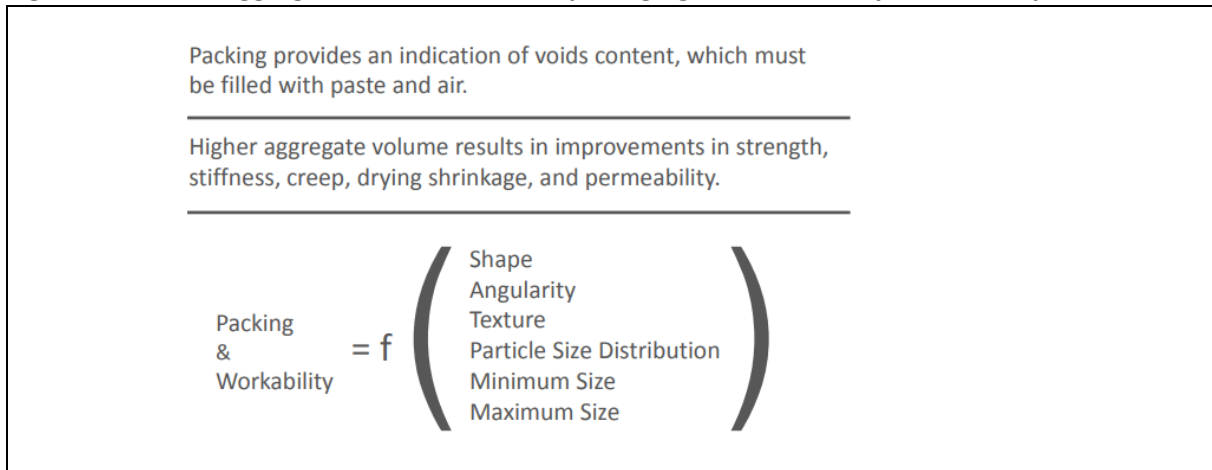 Packing provides an indication of voids content, which must
be filled with paste and air.
Higher aggregate volume results in improvements in strength,
stiffness, creep, drying shrinkage, and permeability.
Packing
&
Workability
= f
(
Shape
Angularity
Texture
Particle Size Distribution
Minimum Size
Maximum Size
)